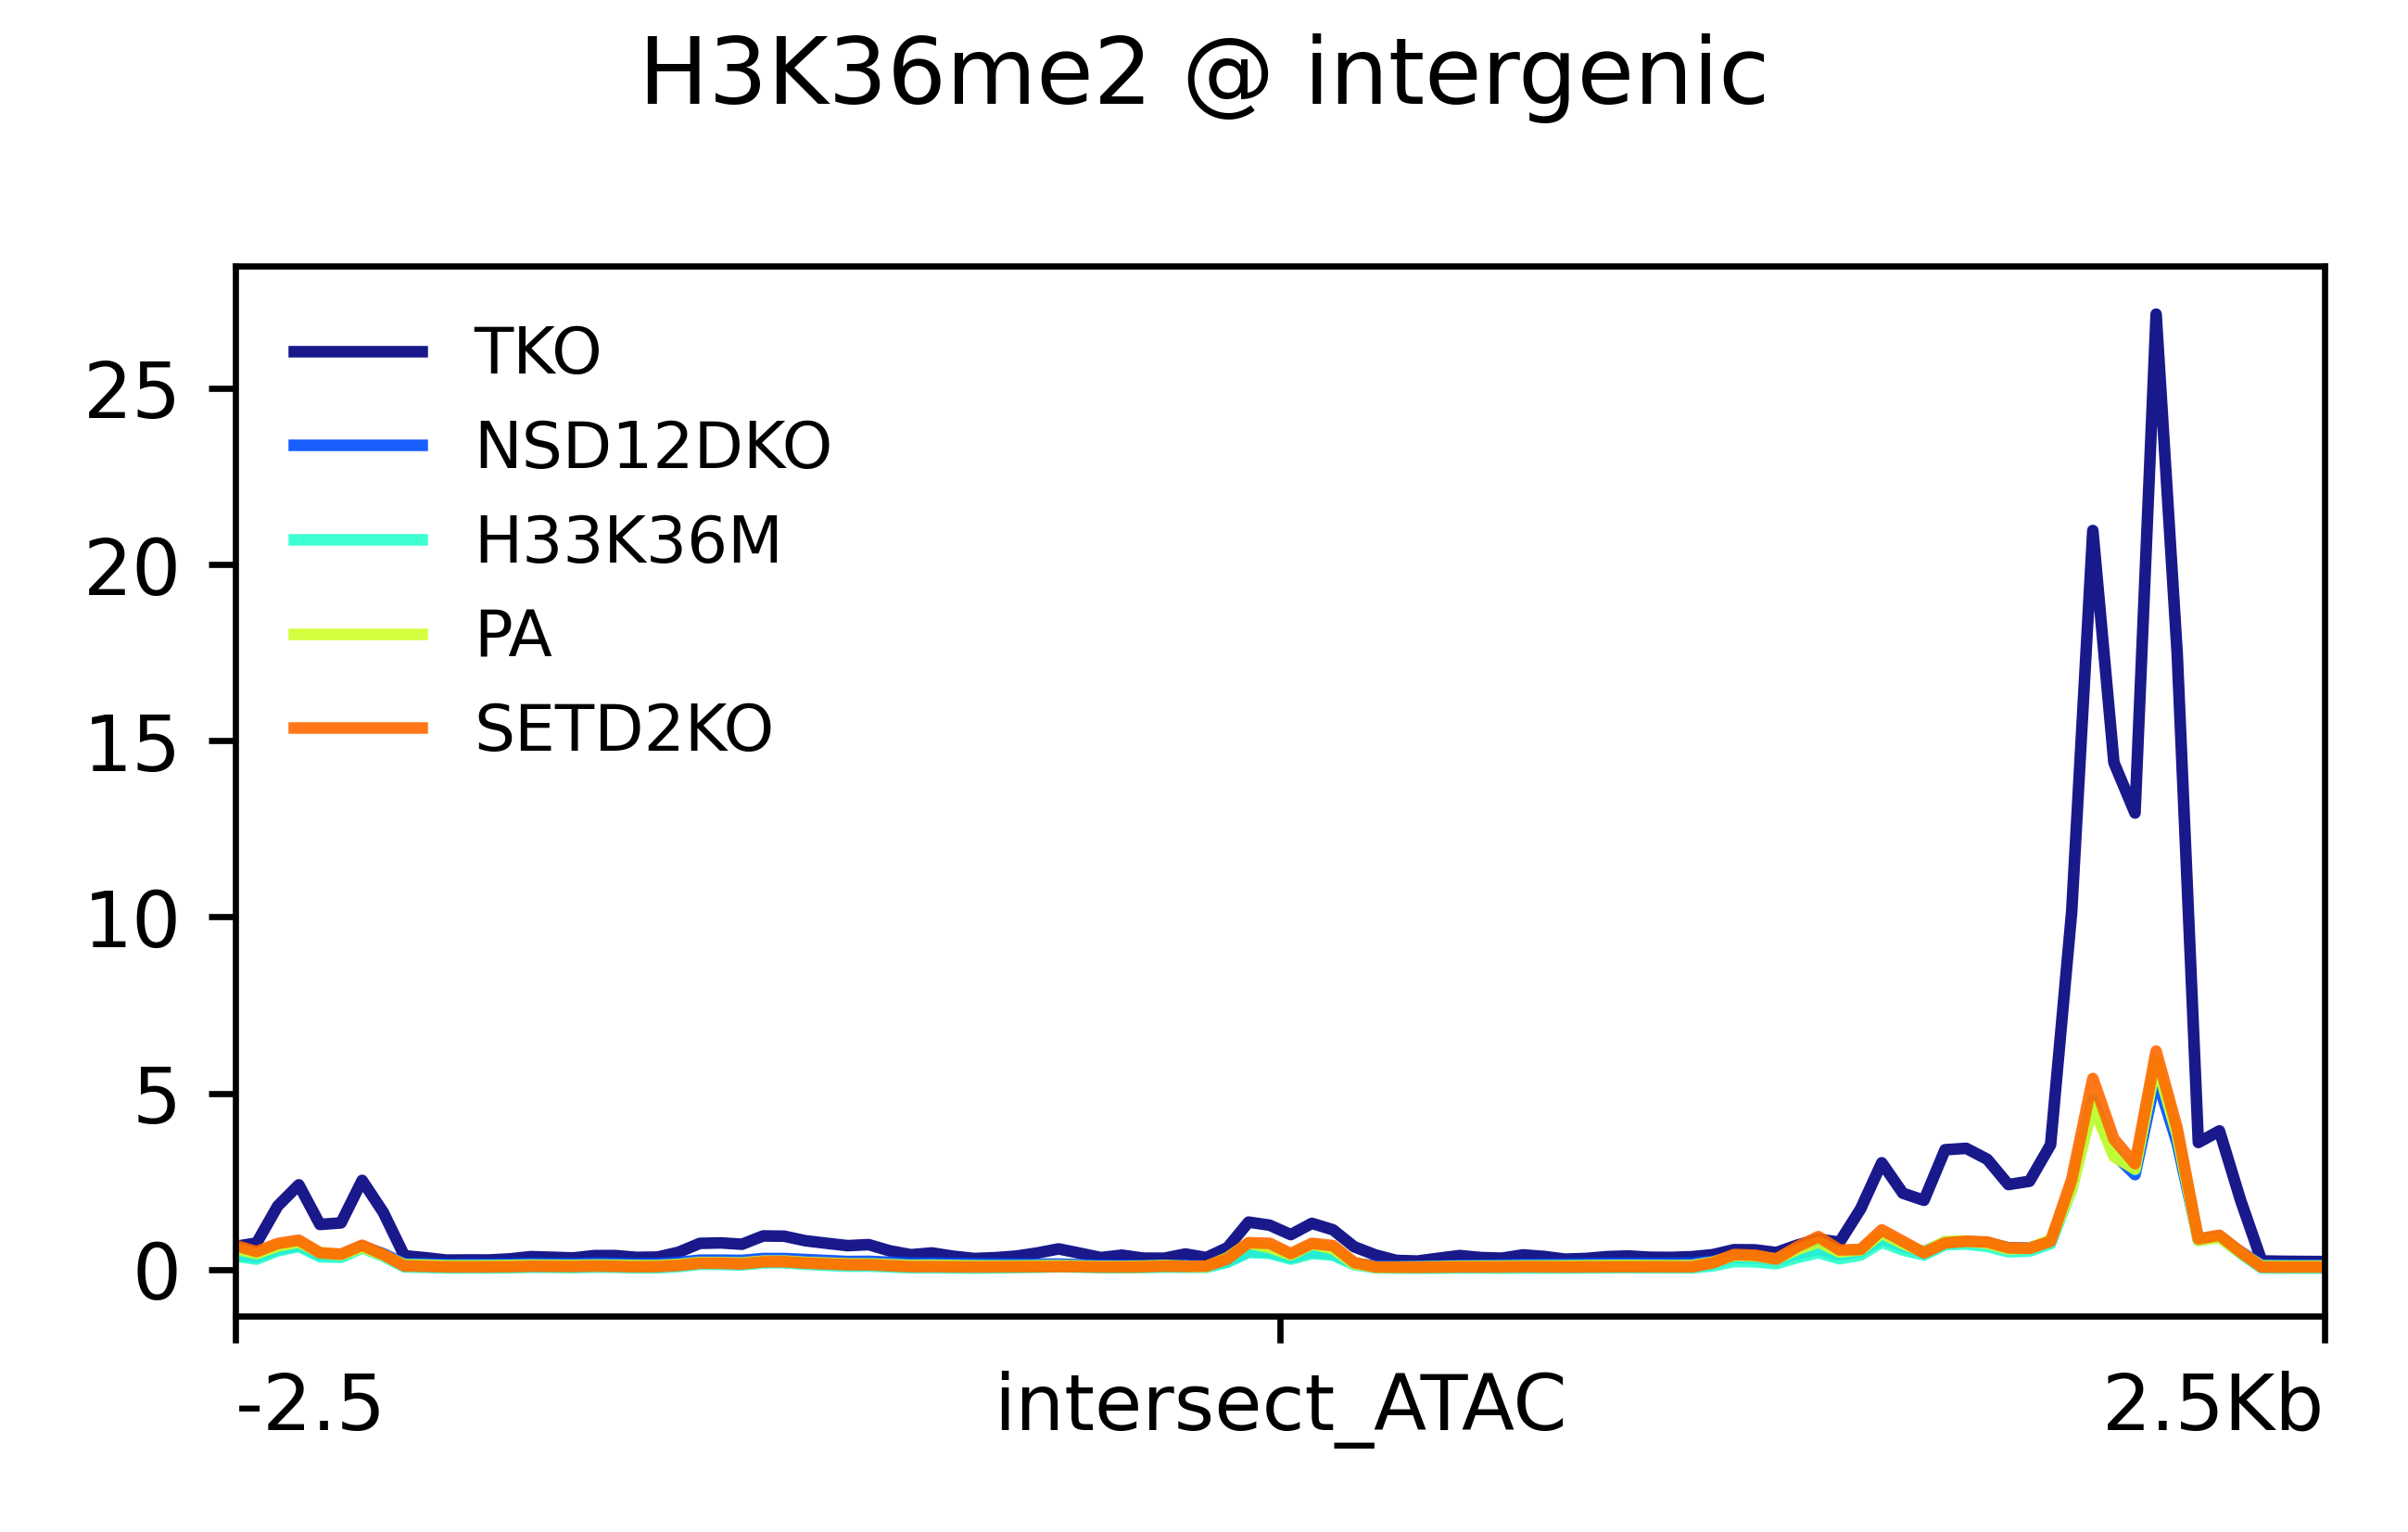 H3K36me2 @ intergenic
TKO
NSD12DKO
H33K36M
PA
SETD2KO
25
20
15
10
5
0
-2.5 intersect_ATAC 2.5Kb